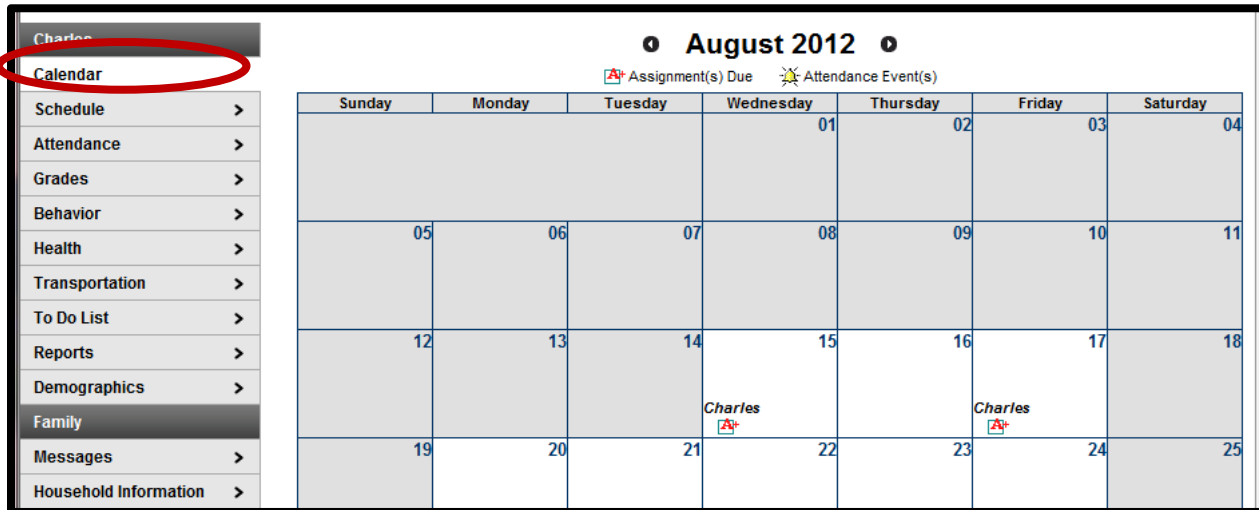 Charles
Calendar
Schedule >
Attendance >
Grades >
Behavior >
Health >
Transportation >
To Do List >
Reports >
Demographics >
Family
Messages >
Household Information >
August 2012
A+ Assignment(s) Due Attendance Event(s)
Sunday Monday Tuesday Wednesday Thursday Friday Saturday
01 02 03 04
05 06 07 08 09 10 11
12 13 14 15 16 17 18
Charles Charles
A+ A+
19 20 21 22 23 24 25